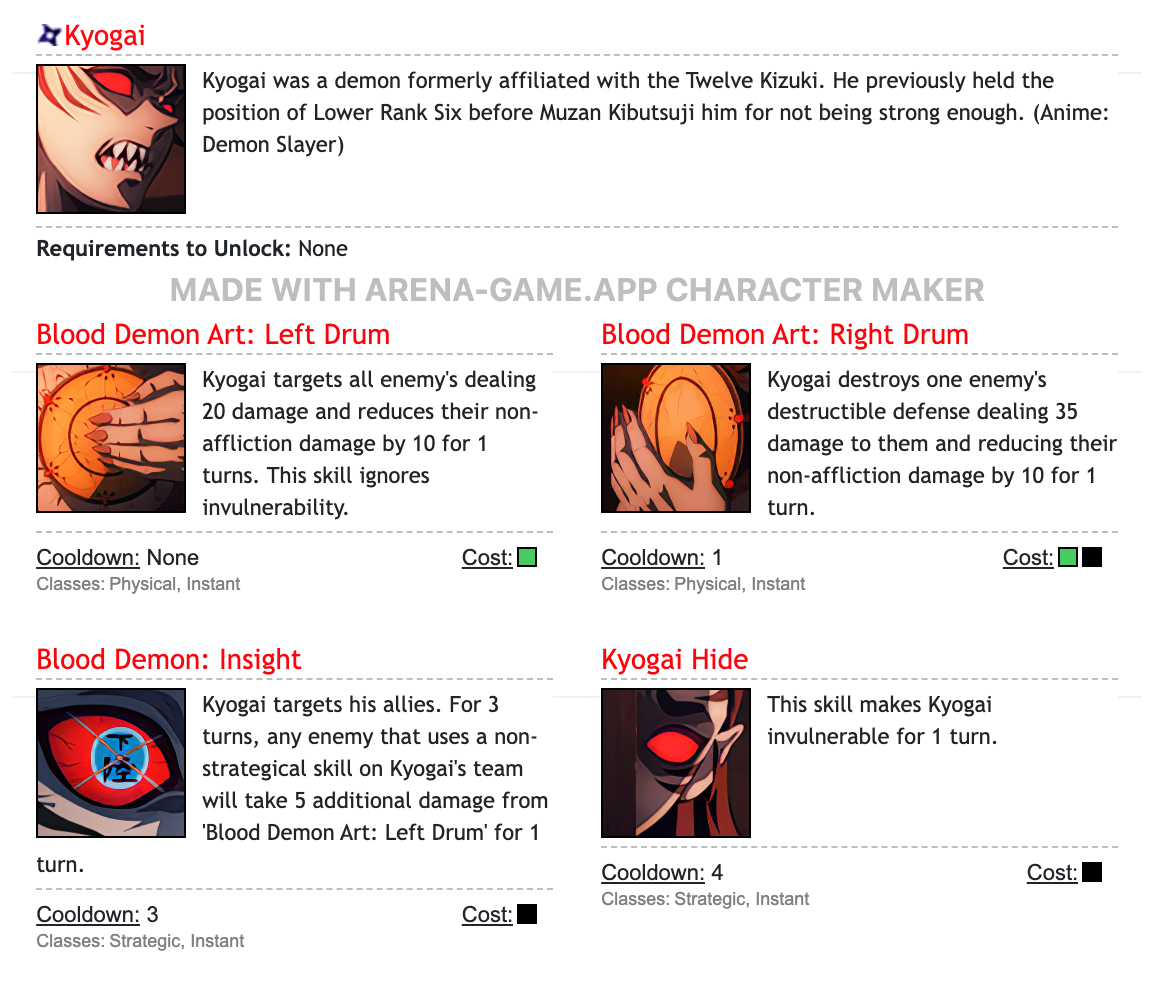 Kyogai
Kyogai was a demon formerly affiliated with the Twelve Kizuki. He previously held the
position of Lower Rank Six before Muzan Kibutsuji him for not being strong enough. (Anime:
Demon Slayer)
Requirements to Unlock: None
MADE WITH ARENA-GAME.APP CHARACTER MAKER
Blood Demon Art: Left Drum
Kyogai targets all enemy's dealing
20 damage and reduces their non-
affliction damage by 10 for 1
turns. This skill ignores
invulnerability.
Cooldown: None
Cost:
Classes: Physical, Instant
Blood Demon Art: Right Drum
Kyogai destroys one enemy's
destructible defense dealing 35
damage to them and reducing their
non-affliction damage by 10 for 1
turn.
Cooldown: 1
Cost:
Classes: Physical, Instant
Blood Demon: Insight
下
陸
Kyogai targets his allies. For 3
turns, any enemy that uses a non-
strategical skill on Kyogai's team
will take 5 additional damage from
'Blood Demon Art: Left Drum' for 1
turn.
Cooldown: 3
Cost:
Classes: Strategic, Instant
Kyogai Hide
This skill makes Kyogai
invulnerable for 1 turn.
Cooldown: 4
Cost:
Classes: Strategic, Instant